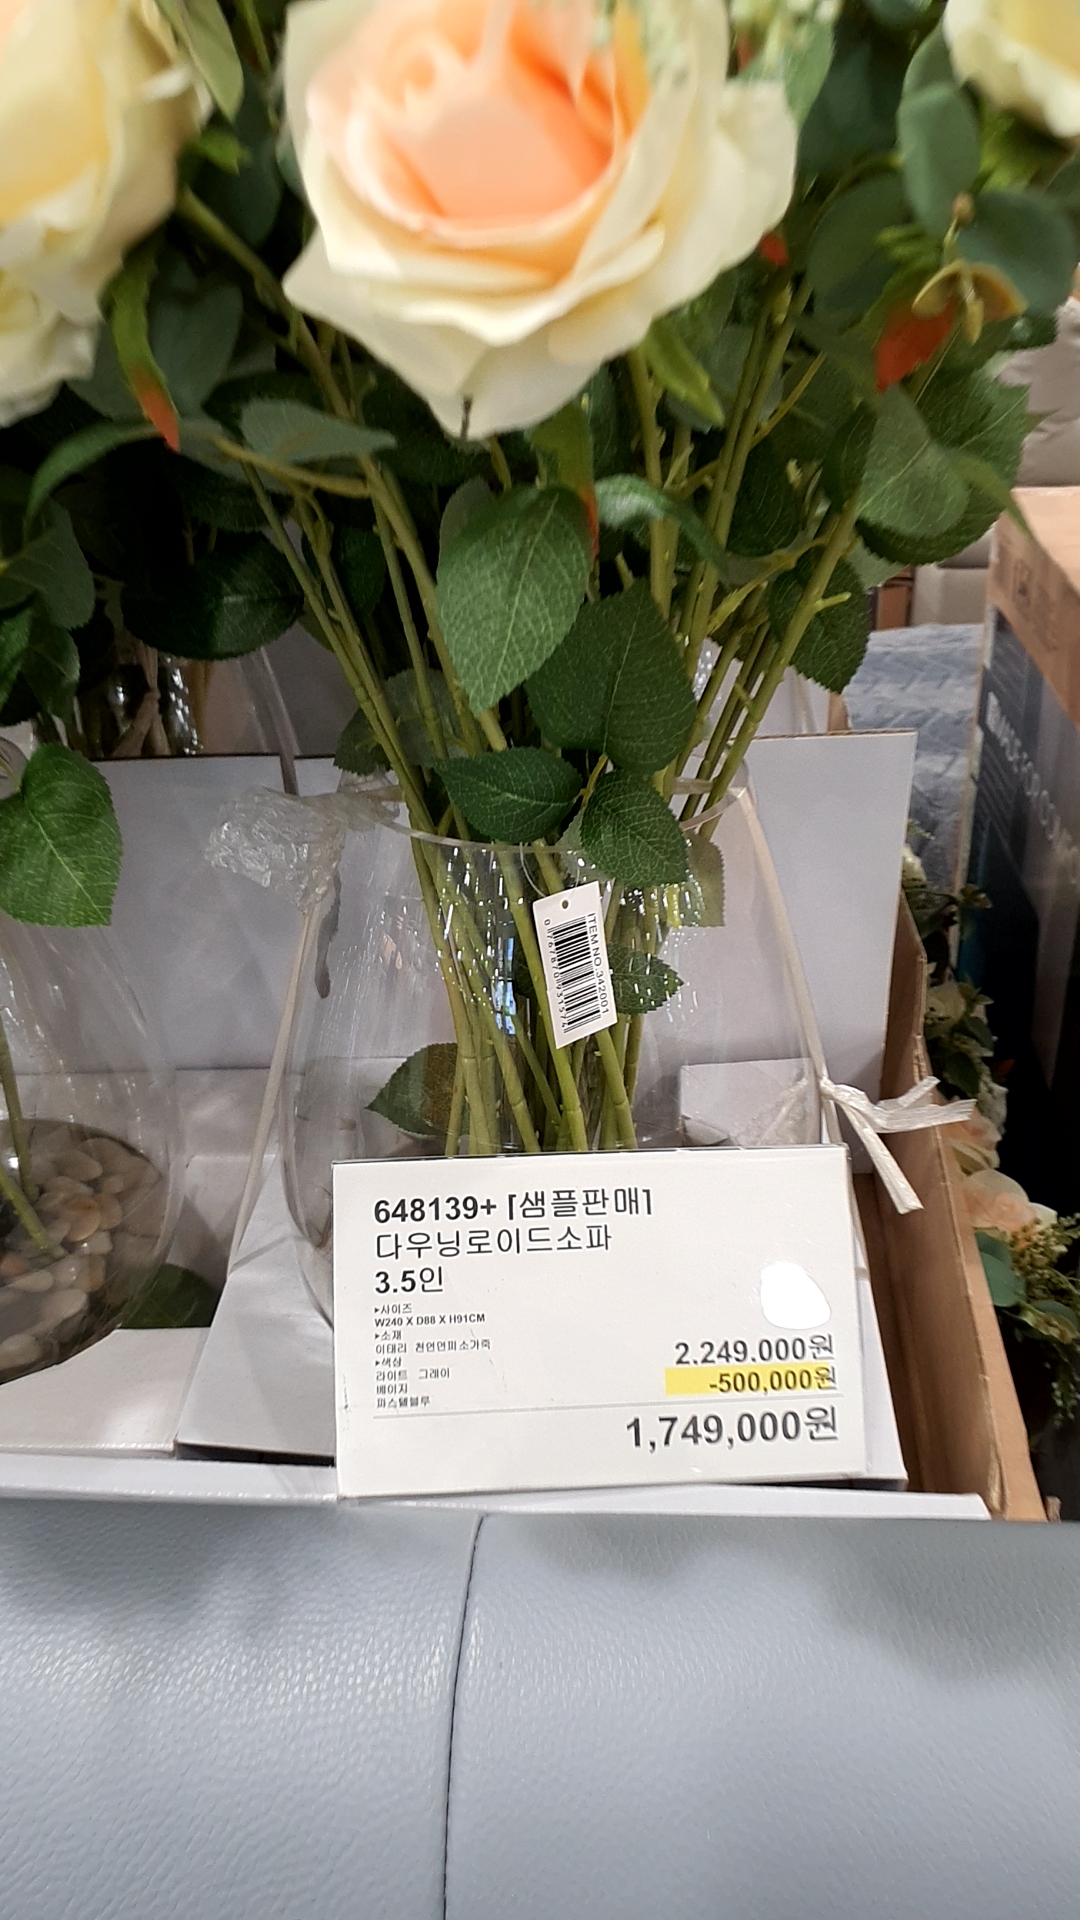 ITEM NO.342001
648139+ [샘플판매]
다우닝로이드소파
3.5인
▸사이즈
W240 X D88 X H91CM
▸소재
이태리 천연면피소가죽
▸색상
라이트 그레이
베이지
파스텔블루
2.249.000원
-500,000원
1,749,000원